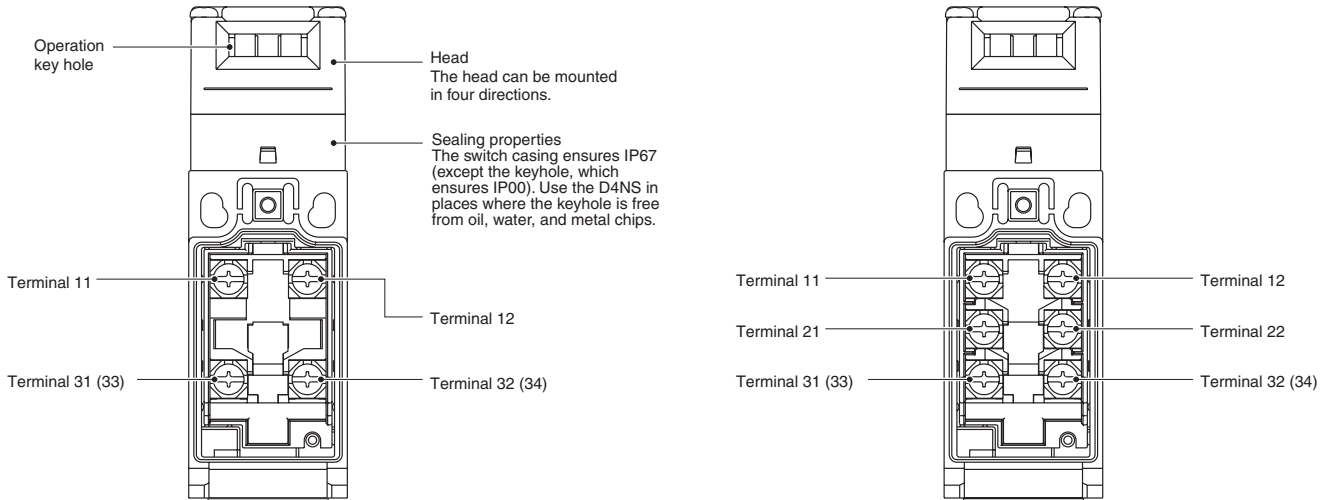 Operation
key hole
Head
The head can be mounted
in four directions.
Sealing properties
The switch casing ensures IP67
(except the keyhole, which
ensures IP00). Use the D4NS in
places where the keyhole is free
from oil, water, and metal chips.
Terminal 11
Terminal 12
Terminal 31 (33)
Terminal 32 (34)
Terminal 11
Terminal 12
Terminal 21
Terminal 22
Terminal 31 (33)
Terminal 32 (34)